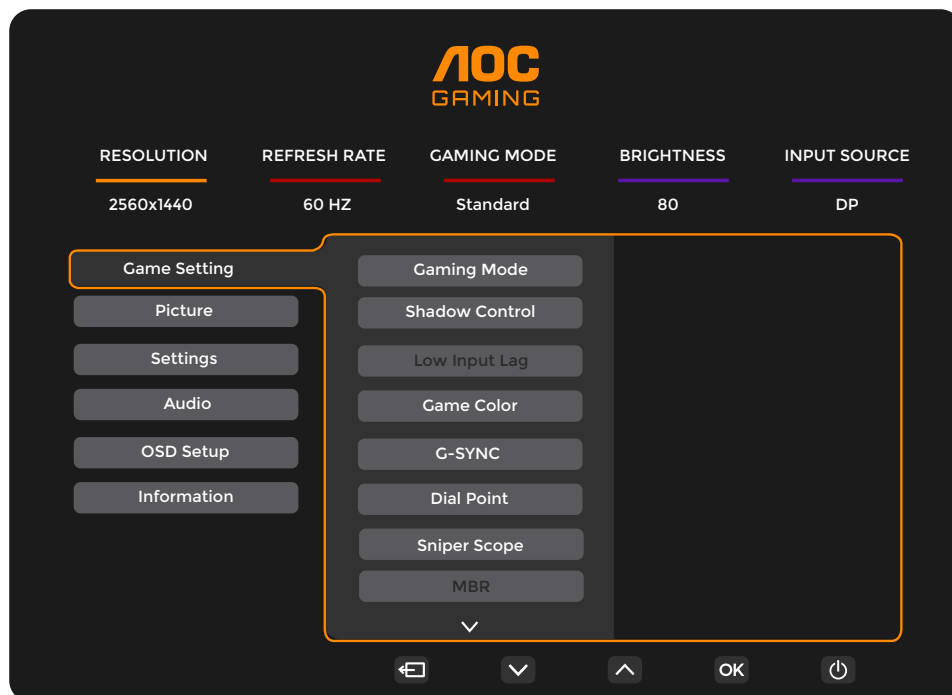 AOC
GAMING
RESOLUTION REFRESH RATE GAMING MODE BRIGHTNESS INPUT SOURCE
2560x1440 60 HZ Standard 80 DP
Game Setting
Picture
Settings
Audio
OSD Setup
Information
Gaming Mode
Shadow Control
Low Input Lag
Game Color
G-SYNC
Dial Point
Sniper Scope
MBR
OK